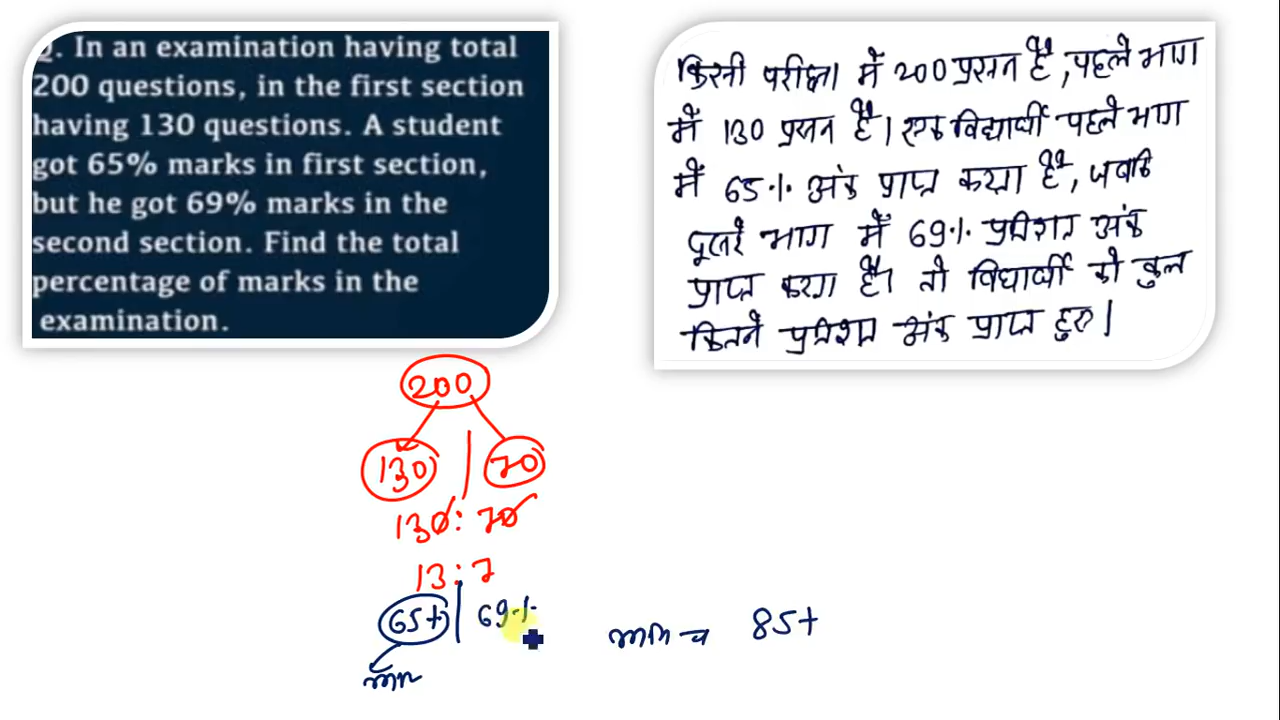 Q. In an examination having total
200 questions, in the first section
having 130 questions. A student
got 65% marks in first section,
but he got 69% marks in the
second section. Find the total
percentage of marks in the
examination.
किसी परीक्षा में 200 प्रसन है, पहले भाग
में 130 प्रसन है। एक विद्यार्थी पहले भाग
में 65% अंक प्राप्त करता है, जबकि
दूसरे भाग में 69% प्रतिशत अंक
प्राप्त करता है। तो विद्यार्थी को कुल
कितने प्रतिशत अंक प्राप्त हुए।
200
130 | 70
130 : 70
13 : 7
65+ | 69%
85+